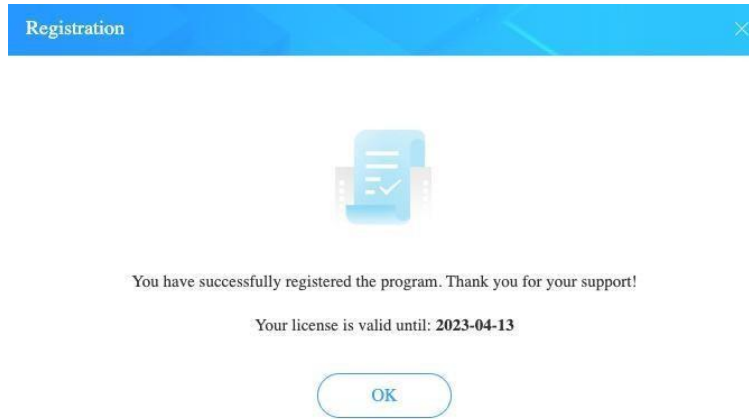 Registration
You have successfully registered the program. Thank you for your support!
Your license is valid until: 2023-04-13
OK